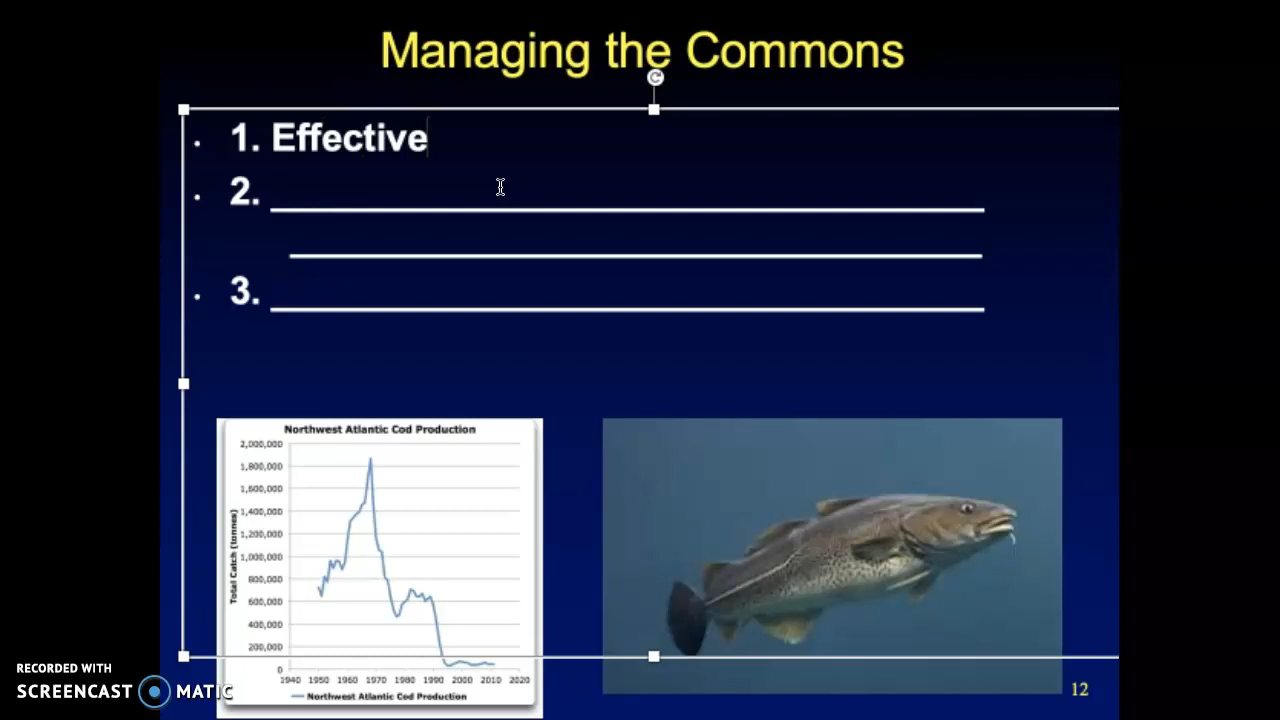 Managing the Commons
• 1. Effective
• 2. 
• 3. 
Northwest Atlantic Cod Production
Total Catch (tonnes)
2,000,000
1,800,000
1,600,000
1,400,000
1,200,000
1,000,000
800,000
600,000
400,000
200,000
0
1940 1950 1960 1970 1980 1990 2000 2010 2020
Northwest Atlantic Cod Production
12
RECORDED WITH
SCREENCAST MATIC